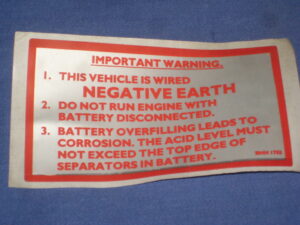 IMPORTANT WARNING.
1. THIS VEHICLE IS WIRED
NEGATIVE EARTH
2. DO NOT RUN ENGINE WITH
BATTERY DISCONNECTED.
3. BATTERY OVERFILLING LEADS TO
CORROSION. THE ACID LEVEL MUST
NOT EXCEED THE TOP EDGE OF
SEPARATORS IN BATTERY.